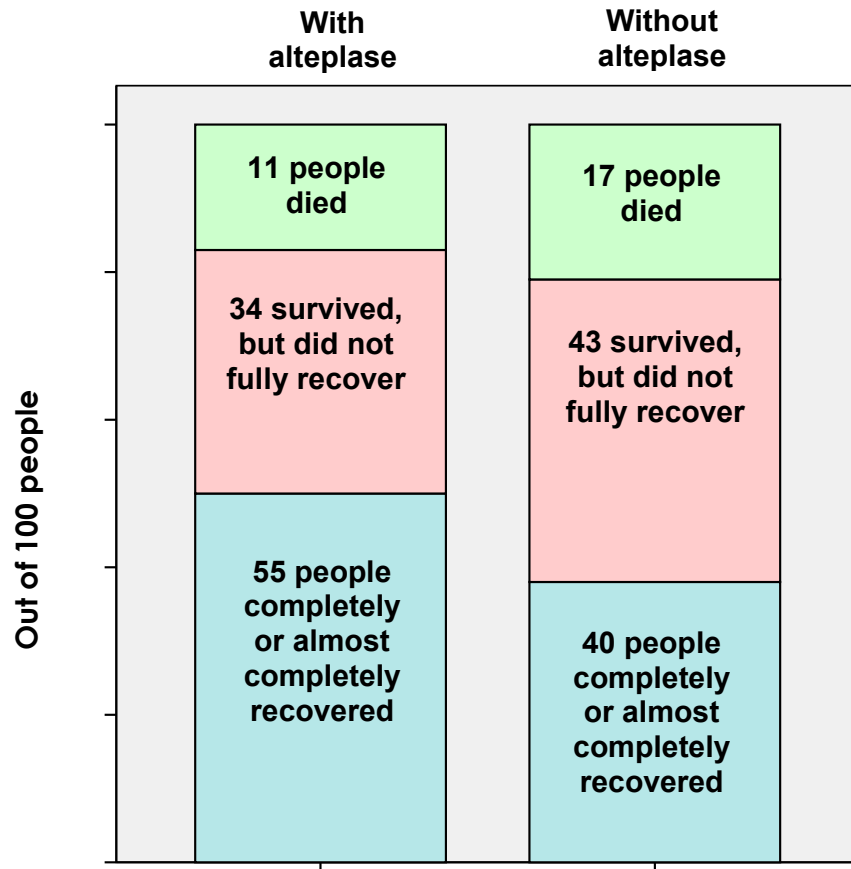 With
alteplase
Without
alteplase
Out of 100 people
11 people
died
34 survived,
but did not
fully recover
55 people
completely
or almost
completely
recovered
17 people
died
43 survived,
but did not
fully recover
40 people
completely
or almost
completely
recovered